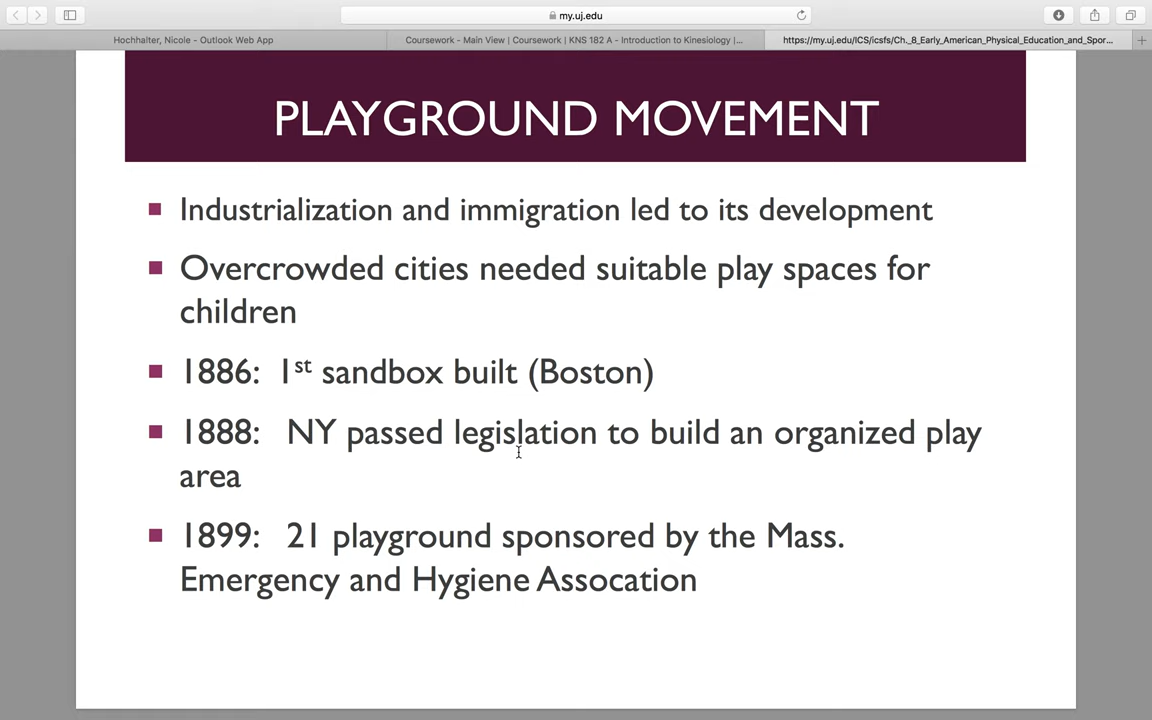 my.uj.edu
Hochhalter, Nicole - Outlook Web App
Coursework - Main View | Coursework | KNS 182 A - Introduction to Kinesiology |...
https://my.uj.edu/ICS/icsfs/Ch._8_Early_American_Physical_Education_and_Spor...
PLAYGROUND MOVEMENT
Industrialization and immigration led to its development
Overcrowded cities needed suitable play spaces for
children
1886: 1st sandbox built (Boston)
1888: NY passed legislation to build an organized play
area
1899: 21 playground sponsored by the Mass.
Emergency and Hygiene Assocation